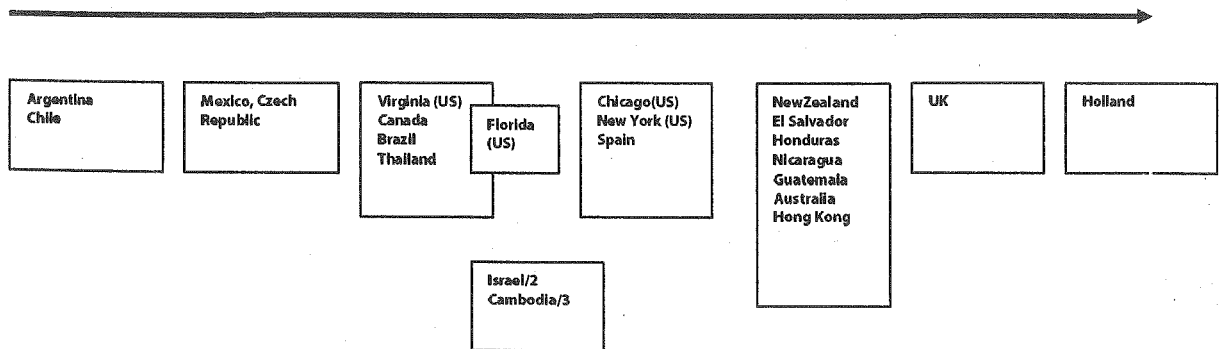 Argentina
Chile
Mexico, Czech
Republic
Virginia (US)
Canada
Brazil
Thailand
Florida
(US)
Chicago(US)
New York (US)
Spain
NewZealand
El Salvador
Honduras
Nicaragua
Guatemala
Australia
Hong Kong
UK
Holland
Israel/2
Cambodia/3